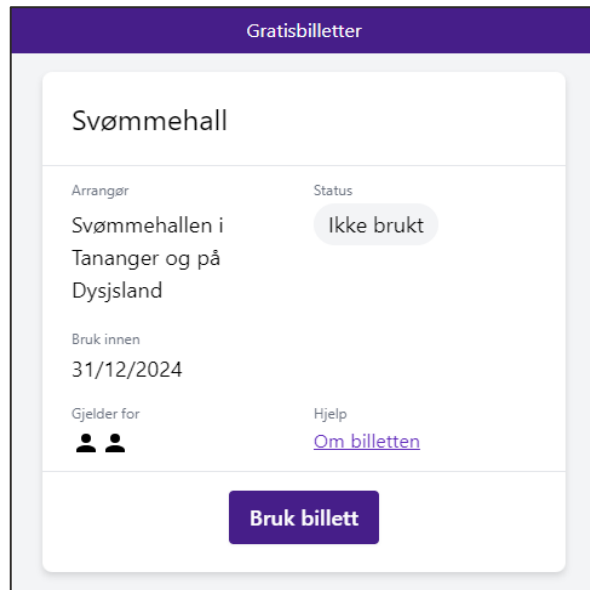 Gratisbilletter
Svømmehall
Arrangør
Svømmehallen i
Tananger og på
Dysjsland
Status
Ikke brukt
Bruk innen
31/12/2024
Gjelder for
Hjelp
Om billetten
Bruk billett